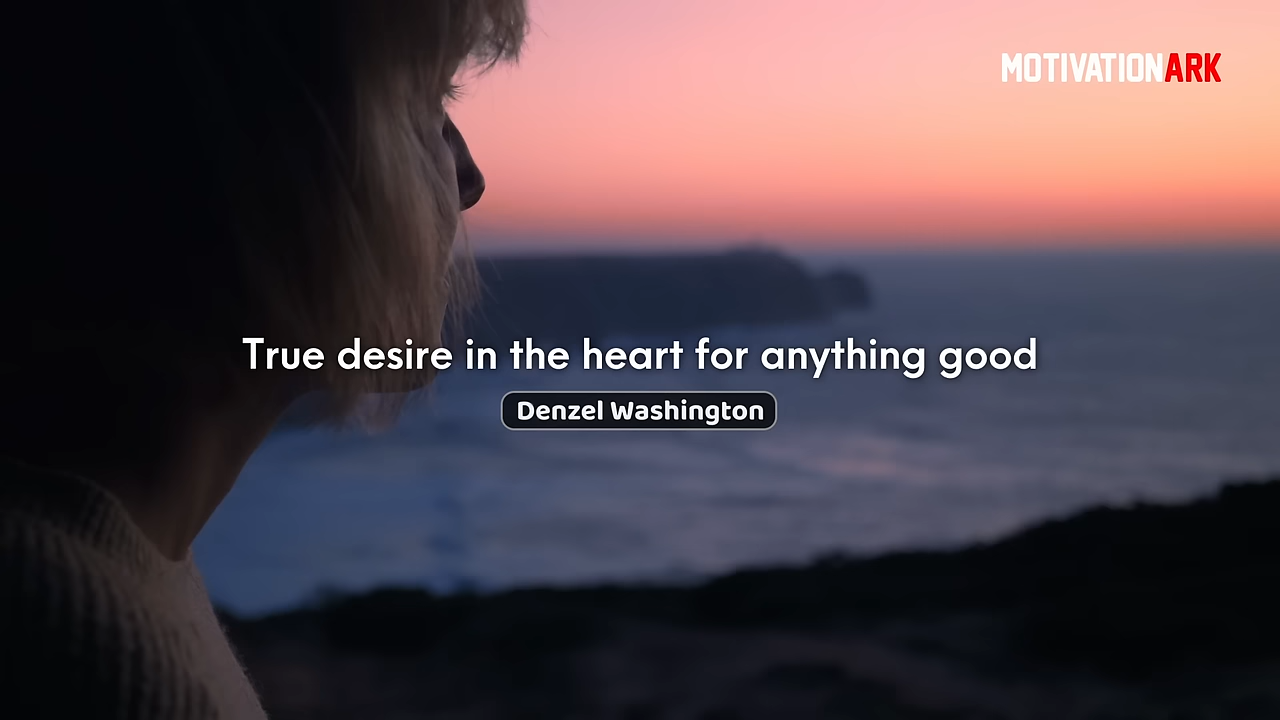 MOTIVATIONARK
True desire in the heart for anything good
Denzel Washington